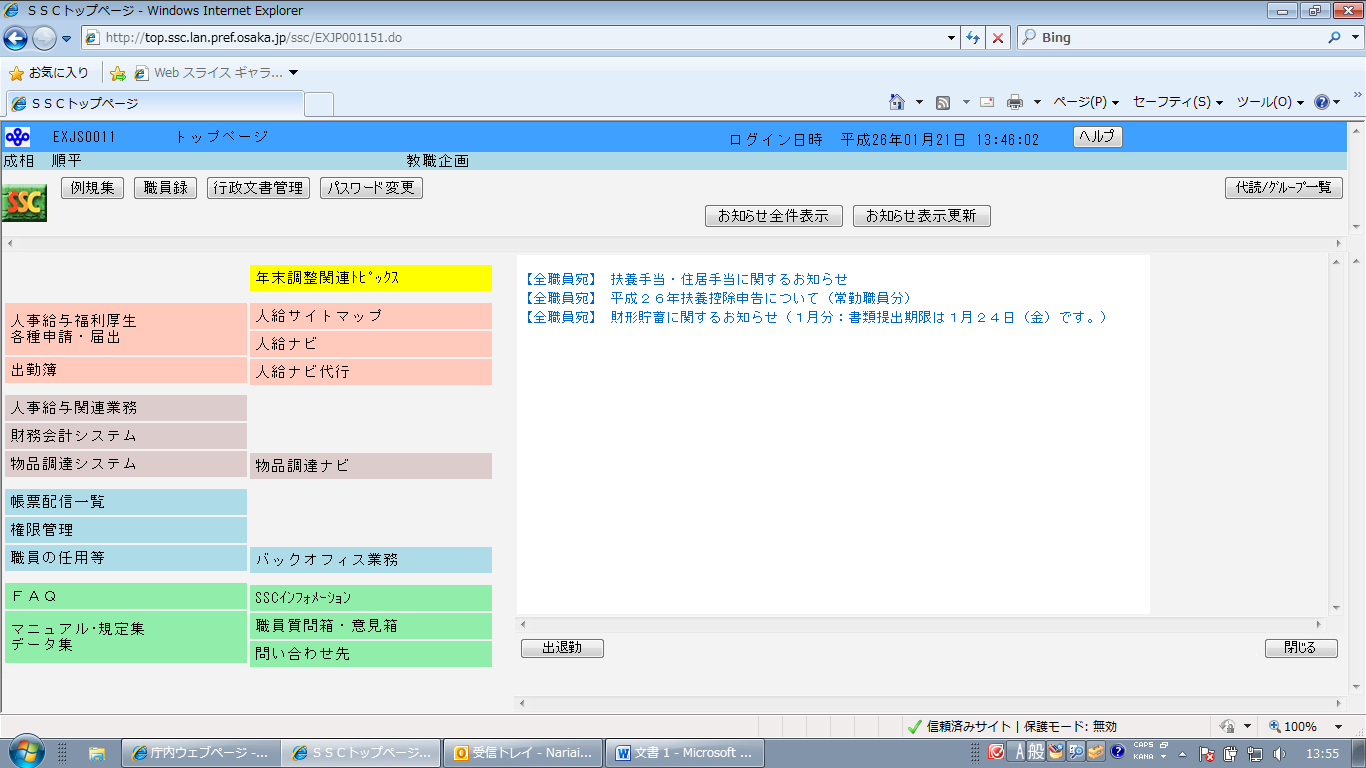 ＳＳＣトップページ - Windows Internet Explorer
http://top.ssc.lan.pref.osaka.jp/ssc/EXJP001151.do
Bing
お気に入り
Web スライス ギャラ...
ＳＳＣトップページ
ページ(P)
セーフティ(S)
ツール(O)
EXJS0011
トップページ
ログイン日時 平成26年01月21日 13:46:02
ヘルプ
成相 順平
教職企画
SSC
例規集
職員録
行政文書管理
パスワード変更
代読/グループ一覧
お知らせ全件表示
お知らせ表示更新
年末調整関連ﾄﾋﾟｯｸｽ
人事給与福利厚生
各種申請・届出
出勤簿
人給サイトマップ
人給ナビ
人給ナビ代行
人事給与関連業務
財務会計システム
物品調達システム
物品調達ナビ
帳票配信一覧
権限管理
職員の任用等
バックオフィス業務
ＦＡＱ
マニュアル･規定集
データ集
SSCｲﾝﾌｫﾒｰｼｮﾝ
職員質問箱・意見箱
問い合わせ先
【全職員宛】 扶養手当・住居手当に関するお知らせ
【全職員宛】 平成２６年扶養控除申告について（常勤職員分）
【全職員宛】 財形貯蓄に関するお知らせ（１月分：書類提出期限は１月２４日（金）です。）
出退勤
閉じる
信頼済みサイト | 保護モード: 無効
100%
庁内ウェブページ -...
ＳＳＣトップページ...
受信トレイ - Nariai...
文書 1 - Microsoft ...
A 般
CAPS
KANA
13:55